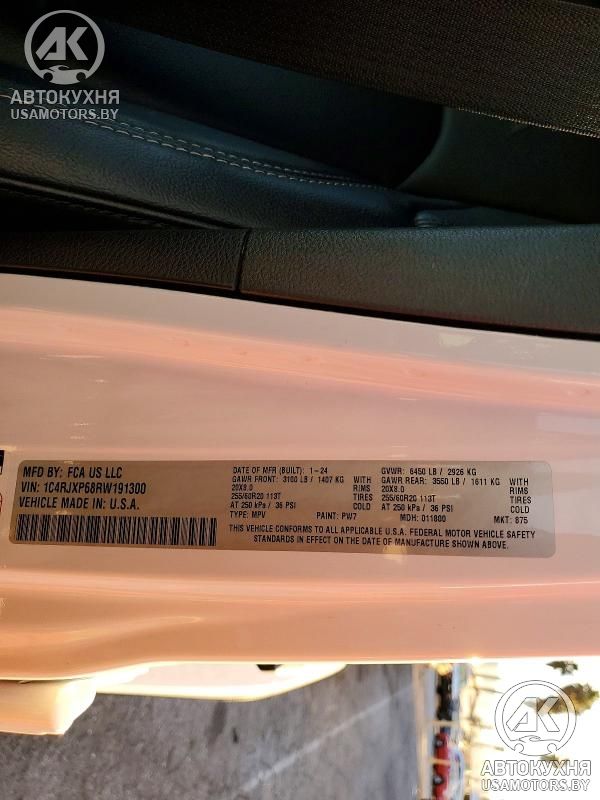 AK
АВТОКУХНЯ
USAMOTORS.BY
MFD BY: FCA US LLC
VIN: 1C4RJXP68RW191300
VEHICLE MADE IN: U.S.A.
DATE OF MFR (BUILT): 1-24 GVWR: 6450 LB / 2926 KG
GAWR FRONT: 3100 LB / 1407 KG WITH GAWR REAR: 3550 LB / 1611 KG WITH
20X8.0 RIMS 20X8.0 RIMS
255/60R20 113T TIRES 255/60R20 113T TIRES
AT 250 kPa / 36 PSI COLD AT 250 kPa / 36 PSI COLD
TYPE: MPV PAINT: PW7 MDH: 011800 MKT: 875
THIS VEHICLE CONFORMS TO ALL APPLICABLE U.S.A. FEDERAL MOTOR VEHICLE SAFETY
STANDARDS IN EFFECT ON THE DATE OF MANUFACTURE SHOWN ABOVE.
AK
АВТОКУХНЯ
USAMOTORS.BY